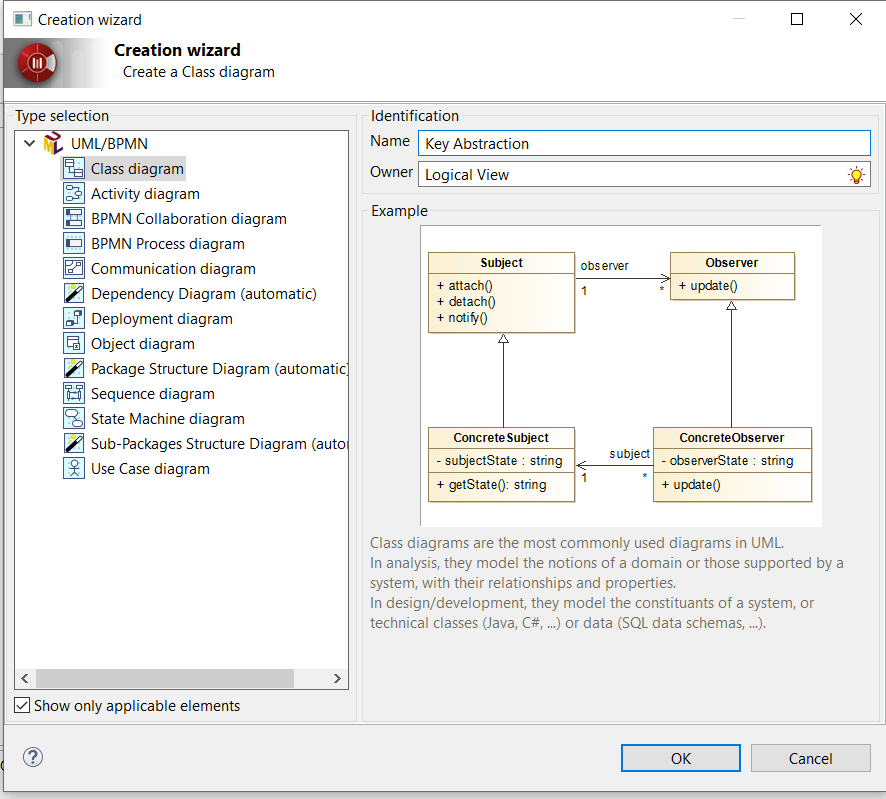 Creation wizard
Creation wizard
Create a Class diagram
Type selection
UML/BPMN
Class diagram
Activity diagram
BPMN Collaboration diagram
BPMN Process diagram
Communication diagram
Dependency Diagram (automatic)
Deployment diagram
Object diagram
Package Structure Diagram (automatic)
Sequence diagram
State Machine diagram
Sub-Packages Structure Diagram (autor
Use Case diagram
Show only applicable elements
Identification
Name Key Abstraction
Owner Logical View
Example
Subject
+ attach()
+ detach()
+ notify()
observer
1
*
Observer
+ update()
ConcreteSubject
- subjectState : string
+ getState(): string
subject
1
*
ConcreteObserver
- observerState : string
+ update()
Class diagrams are the most commonly used diagrams in UML.
In analysis, they model the notions of a domain or those supported by a
system, with their relationships and properties.
In design/development, they model the constituants of a system, or
technical classes (Java, C#, ...) or data (SQL data schemas, ...).
?
OK
Cancel